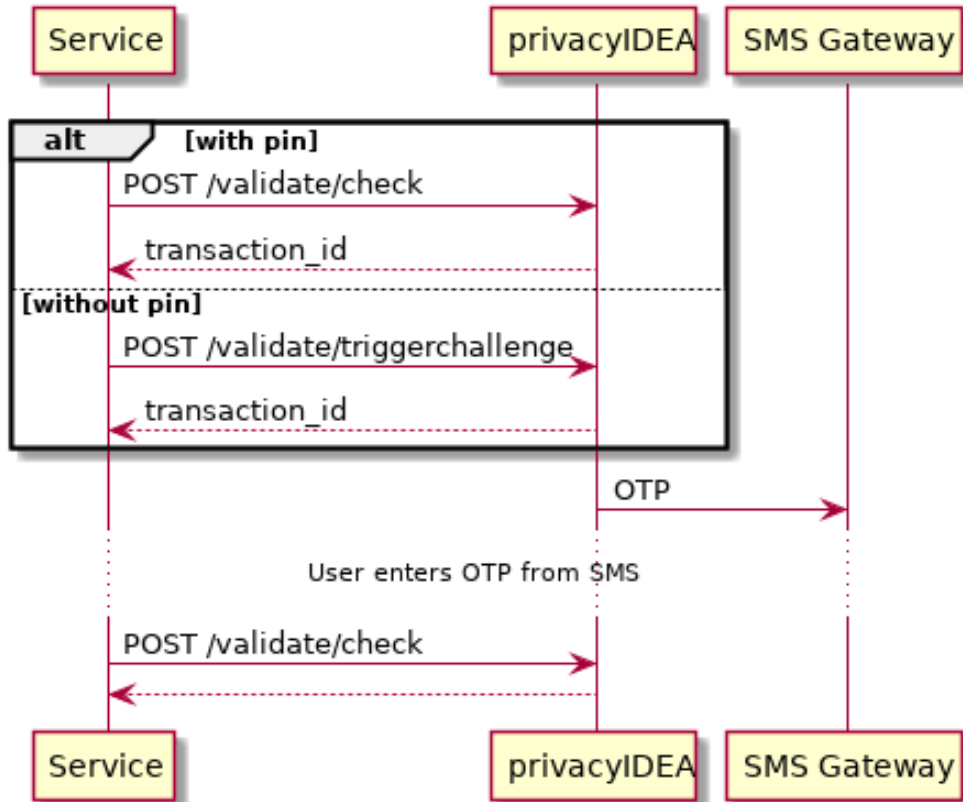 Service
privacyIDEA
SMS Gateway
alt
[with pin]
POST /validate/check
transaction_id
[without pin]
POST /validate/triggerchallenge
transaction_id
OTP
User enters OTP from SMS
POST /validate/check
Service
privacyIDEA
SMS Gateway